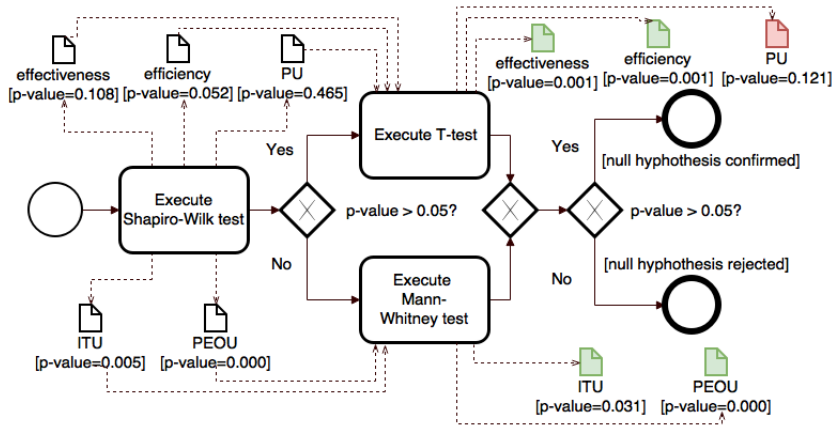 effectiveness
[p-value=0.108]
efficiency
[p-value=0.052]
PU
[p-value=0.465]
effectiveness
[p-value=0.001]
efficiency
[p-value=0.001]
PU
[p-value=0.121]
Execute
Shapiro-Wilk test
Yes
Execute T-test
p-value > 0.05?
No
Execute
Mann-
Whitney test
Yes
[null hyphothesis confirmed]
p-value > 0.05?
[null hyphothesis rejected]
No
ITU
[p-value=0.005]
PEOU
[p-value=0.000]
ITU
[p-value=0.031]
PEOU
[p-value=0.000]